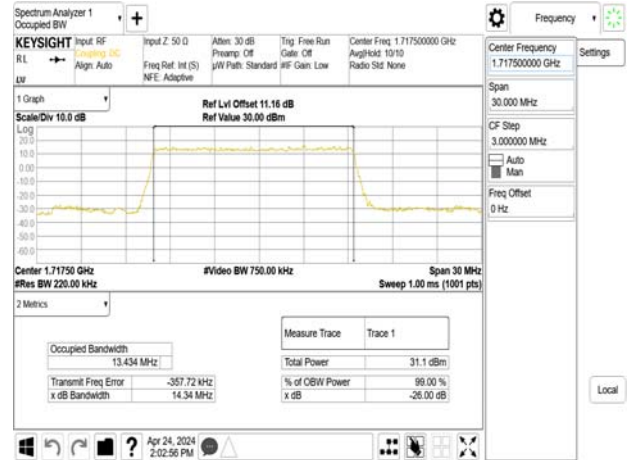 Spectrum Analyzer 1
Occupied BW
Frequency
KEYSIGHT
RL
Input: RF
Coupling: DC
Align: Auto
Input Z: 50 Ω
Freq Ref: Int (S)
NFE: Adaptive
Atten: 30 dB
Preamp: Off
µW Path: Standard
Trig: Free Run
Gate: Off
#IF Gain: Low
Center Freq: 1.717500000 GHz
Avg|Hold: 10/10
Radio Std: None
Center Frequency
1.717500000 GHz
Settings
Span
30.000 MHz
CF Step
3.000000 MHz
Auto
Man
Freq Offset
0 Hz
Local
1 Graph
Scale/Div 10.0 dB
Ref Lvl Offset 11.16 dB
Ref Value 30.00 dBm
Log
20.0
10.0
0.00
-10.0
-20.0
-30.0
-40.0
-50.0
-60.0
Center 1.71750 GHz
#Res BW 220.00 kHz
#Video BW 750.00 kHz
Span 30 MHz
Sweep 1.00 ms (1001 pts)
2 Metrics
Occupied Bandwidth
13.434 MHz
Transmit Freq Error -357.72 kHz
x dB Bandwidth 14.34 MHz
Measure Trace Trace 1
Total Power 31.1 dBm
% of OBW Power 99.00 %
x dB -26.00 dB
Apr 24, 2024
2:02:56 PM